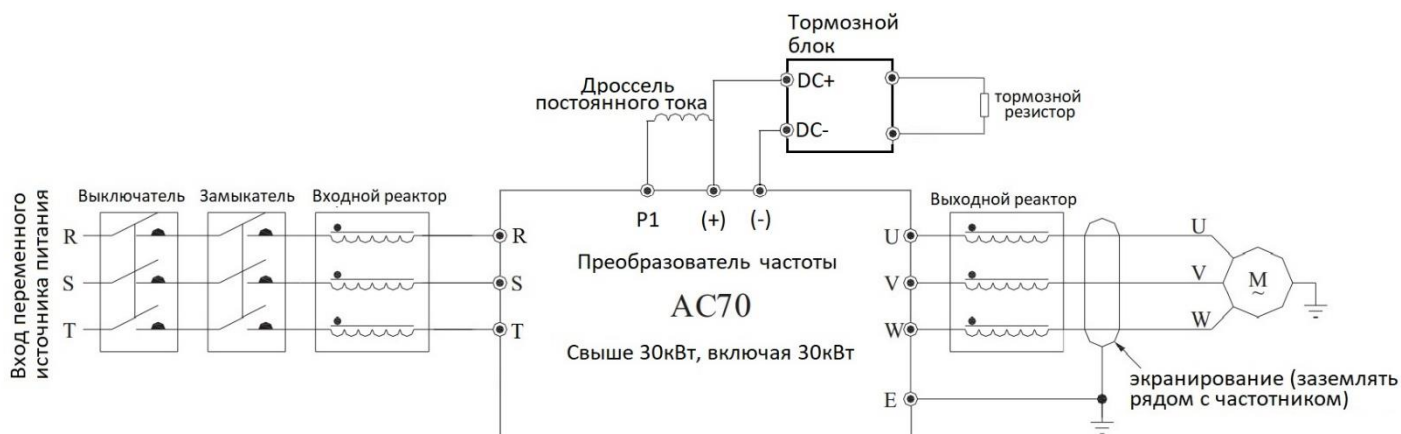 Тормозной
блок
DC+
DC-
Дроссель
постоянного тока
тормозной
резистор
Вход переменного
источника питания
Выключатель
Замыкатель
Входной реактор
R
S
T
R
S
T
P1
(+)
(-)
Преобразователь частоты
AC70
Свыше 30кВт, включая 30кВт
U
V
W
E
Выходной реактор
U
V
W
M
~
экранирование (заземлять
рядом с частотником)